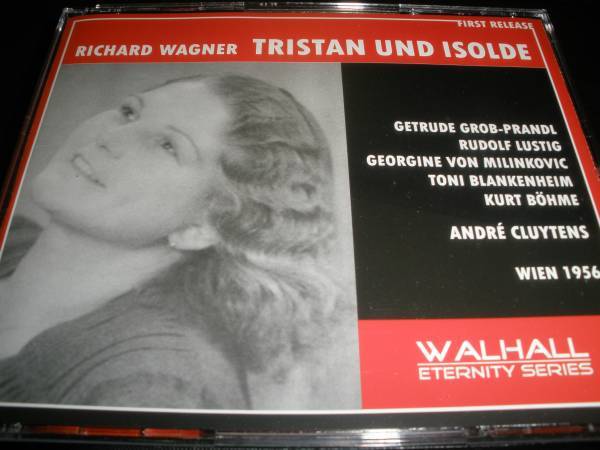 FIRST RELEASE
RICHARD WAGNER TRISTAN UND ISOLDE
GETRUDE GROB-PRANDL
RUDOLF LUSTIG
GEORGINE VON MILINKOVIC
TONI BLANKENHEIM
KURT BÖHME
ANDRÉ CLUYTENS
WIEN 1956
WALHALL
ETERNITY SERIES